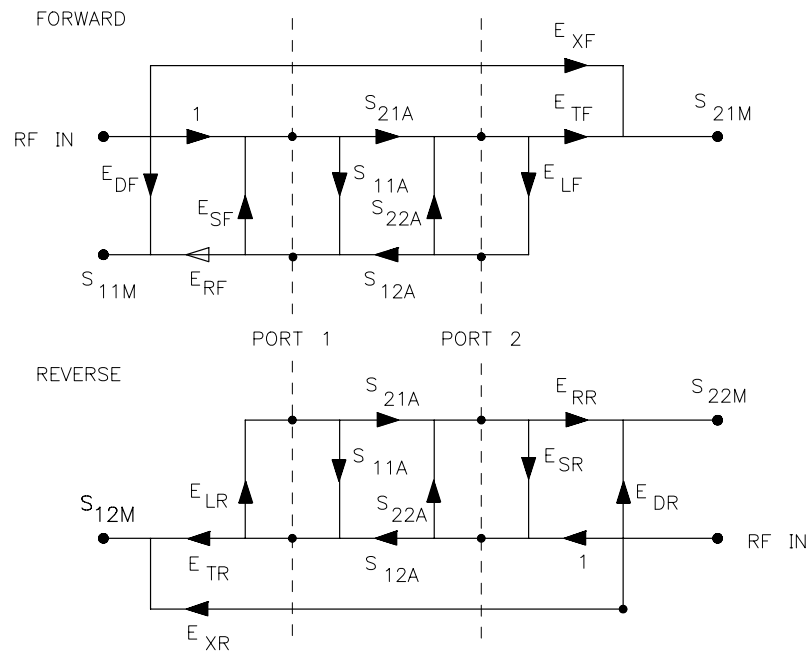 FORWARD
E XF
1
S 21A
E TF
S 21M
RF IN
E DF
E SF
S 11A
S 22A
E LF
S 11M
E RF
S 12A
PORT 1
PORT 2
REVERSE
S 21A
E RR
S 22M
S 11A
E SR
S 12M
E LR
S 22A
E DR
E TR
S 12A
1
RF IN
E XR